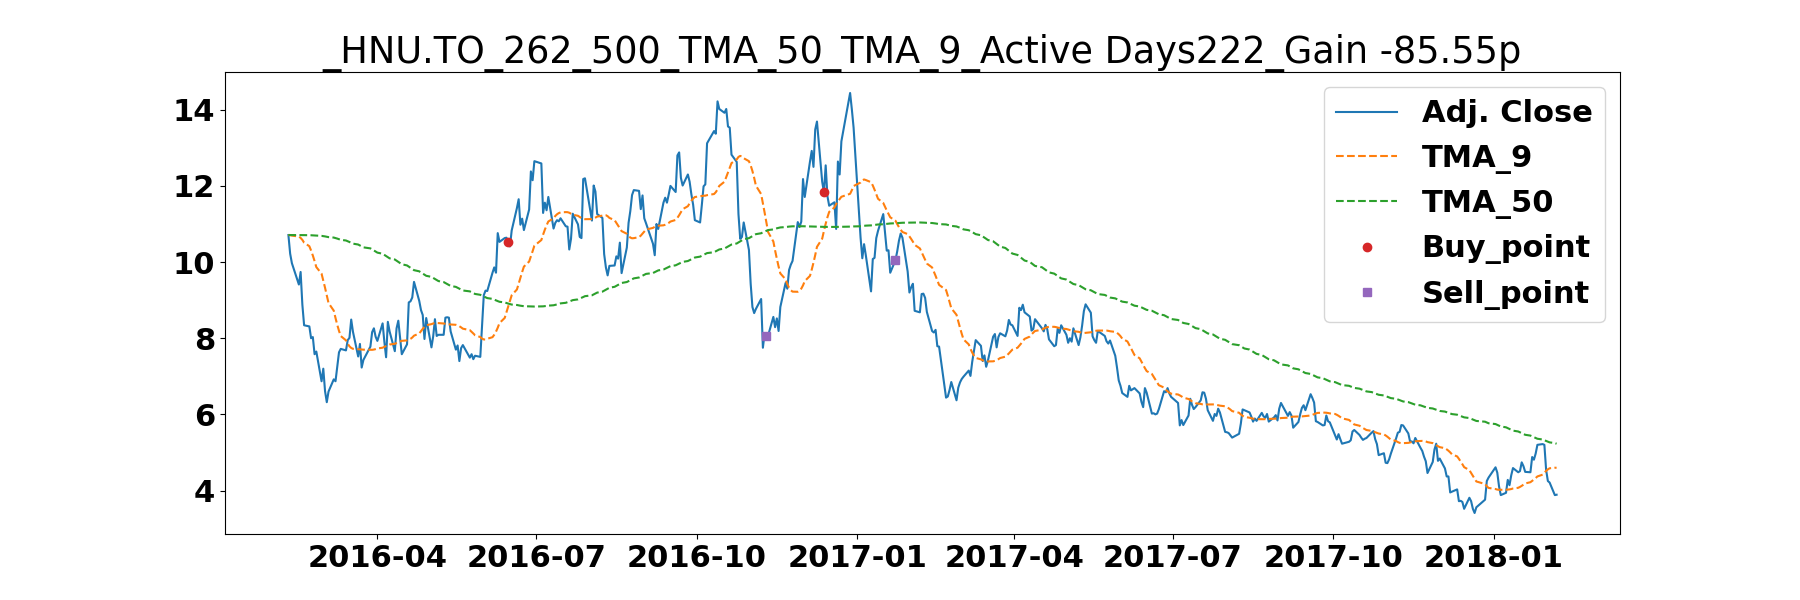 _HNU.TO_262_500_TMA_50_TMA_9_Active Days222_Gain -85.55p
14
12
10
8
6
4
Adj. Close
TMA_9
TMA_50
Buy_point
Sell_point
2016-04 2016-07 2016-10 2017-01 2017-04 2017-07 2017-10 2018-01